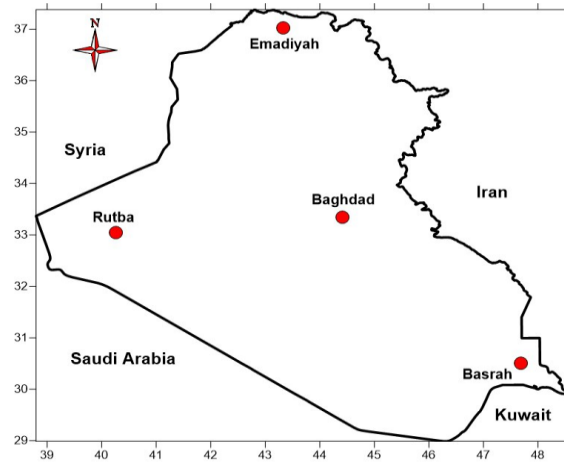 N
37
Emadiyah
36
35
Syria
34
Iran
Baghdad
Rutba
33
32
31
Saudi Arabia
Basrah
30
Kuwait
29
39 40 41 42 43 44 45 46 47 48